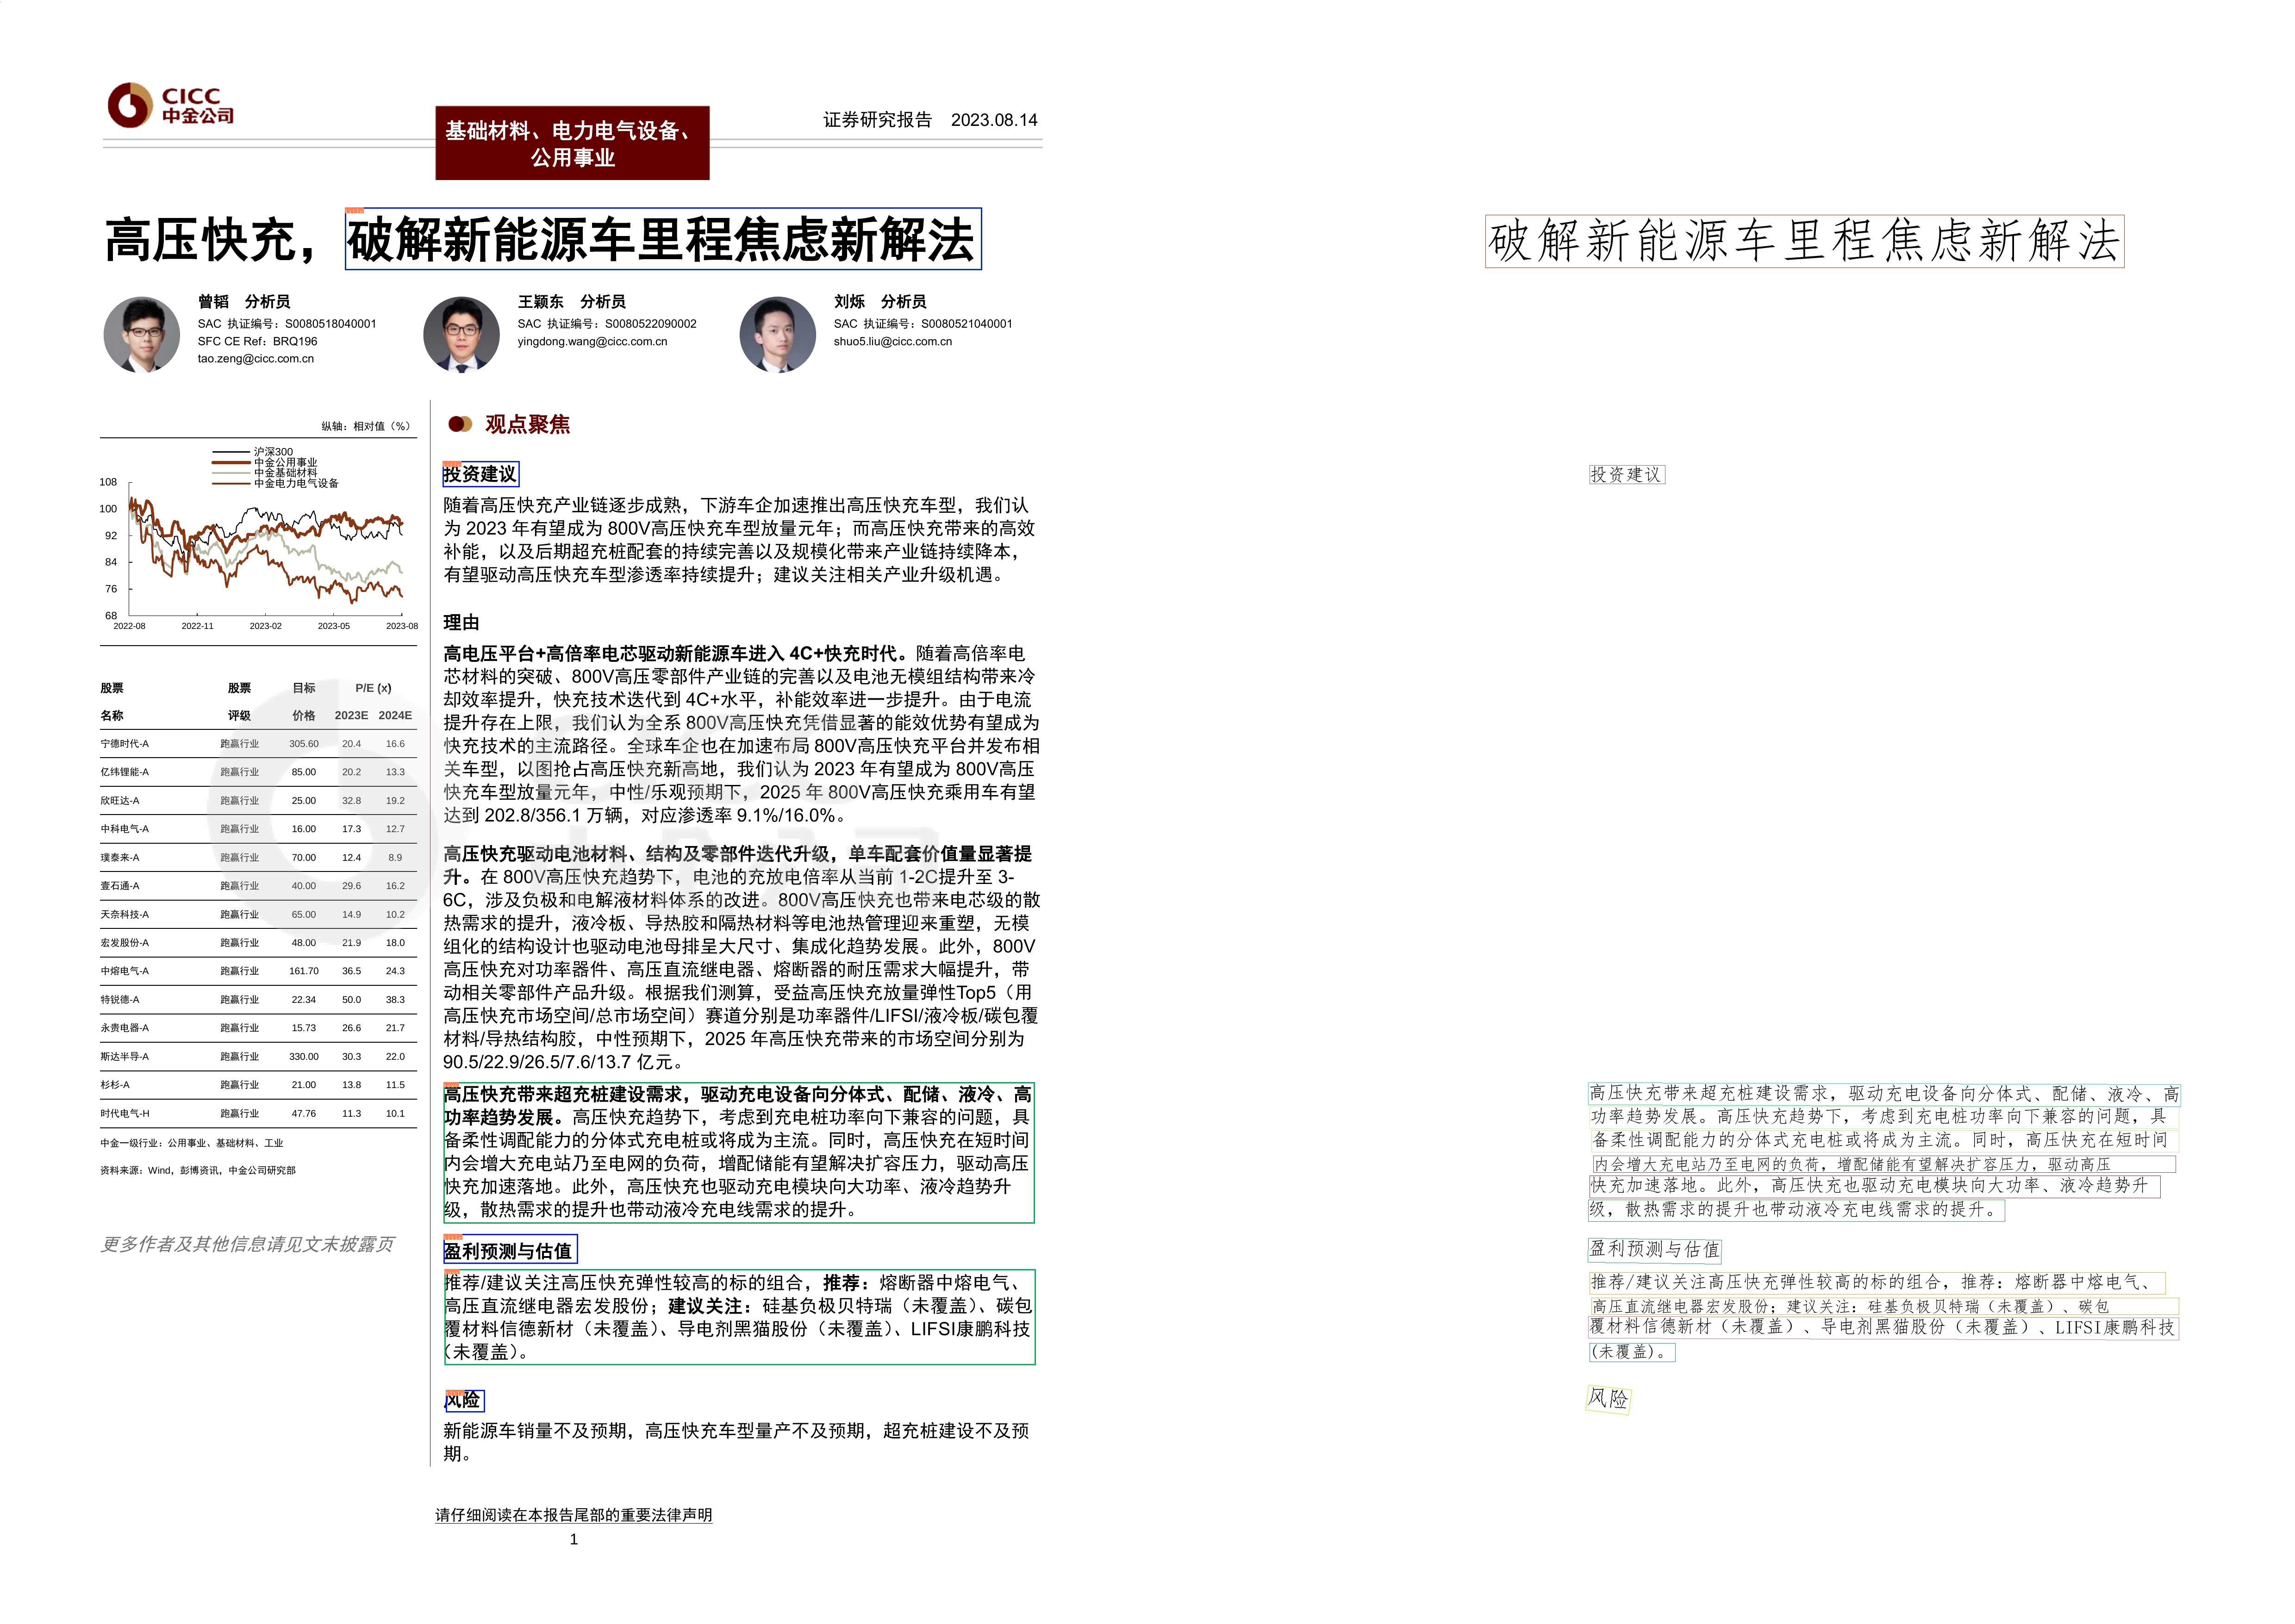 CICC
中金公司
基础材料、电力电气设备、
公用事业
证券研究报告 2023.08.14
高压快充，破解新能源车里程焦虑新解法
曾韬 分析员
SAC 执证编号：S0080518040001
SFC CE Ref：BRQ196
tao.zeng@cicc.com.cn
王颖东 分析员
SAC 执证编号：S0080522090002
yingdong.wang@cicc.com.cn
刘烁 分析员
SAC 执证编号：S0080521040001
shuo5.liu@cicc.com.cn
纵轴：相对值（%）
沪深300
中金公用事业
中金基础材料
中金电力电气设备
108
100
92
84
76
68
2022-08 2022-11 2023-02 2023-05 2023-08
股票 股票 目标 P/E (x)
名称 评级 价格 2023E 2024E
宁德时代-A 跑赢行业 305.60 20.4 16.6
亿纬锂能-A 跑赢行业 85.00 20.2 13.3
欣旺达-A 跑赢行业 25.00 32.8 19.2
中科电气-A 跑赢行业 16.00 17.3 12.7
璞泰来-A 跑赢行业 70.00 12.4 8.9
壹石通-A 跑赢行业 40.00 29.6 16.2
天奈科技-A 跑赢行业 65.00 14.9 10.2
宏发股份-A 跑赢行业 48.00 21.9 18.0
中熔电气-A 跑赢行业 161.70 36.5 24.3
特锐德-A 跑赢行业 22.34 50.0 38.3
永贵电器-A 跑赢行业 15.73 26.6 21.7
斯达半导-A 跑赢行业 330.00 30.3 22.0
杉杉-A 跑赢行业 21.00 13.8 11.5
时代电气-H 跑赢行业 47.76 11.3 10.1
中金一级行业：公用事业、基础材料、工业
资料来源：Wind，彭博资讯，中金公司研究部
更多作者及其他信息请见文末披露页
观点聚焦
投资建议
随着高压快充产业链逐步成熟，下游车企加速推出高压快充车型，我们认
为 2023 年有望成为 800V高压快充车型放量元年；而高压快充带来的高效
补能，以及后期超充桩配套的持续完善以及规模化带来产业链持续降本，
有望驱动高压快充车型渗透率持续提升；建议关注相关产业升级机遇。
理由
高电压平台+高倍率电芯驱动新能源车进入 4C+快充时代。随着高倍率电
芯材料的突破、800V高压零部件产业链的完善以及电池无模组结构带来冷
却效率提升，快充技术迭代到 4C+水平，补能效率进一步提升。由于电流
提升存在上限，我们认为全系 800V高压快充凭借显著的能效优势有望成为
快充技术的主流路径。全球车企也在加速布局 800V高压快充平台并发布相
关车型，以图抢占高压快充新高地，我们认为 2023 年有望成为 800V高压
快充车型放量元年，中性/乐观预期下，2025 年 800V高压快充乘用车有望
达到 202.8/356.1 万辆，对应渗透率 9.1%/16.0%。
高压快充驱动电池材料、结构及零部件迭代升级，单车配套价值量显著提
升。在 800V高压快充趋势下，电池的充放电倍率从当前 1-2C提升至 3-
6C，涉及负极和电解液材料体系的改进。800V高压快充也带来电芯级的散
热需求的提升，液冷板、导热胶和隔热材料等电池热管理迎来重塑，无模
组化的结构设计也驱动电池母排呈大尺寸、集成化趋势发展。此外，800V
高压快充对功率器件、高压直流继电器、熔断器的耐压需求大幅提升，带
动相关零部件产品升级。根据我们测算，受益高压快充放量弹性Top5（用
高压快充市场空间/总市场空间）赛道分别是功率器件/LIFSI/液冷板/碳包覆
材料/导热结构胶，中性预期下，2025 年高压快充带来的市场空间分别为
90.5/22.9/26.5/7.6/13.7 亿元。
高压快充带来超充桩建设需求，驱动充电设备向分体式、配储、液冷、高
功率趋势发展。高压快充趋势下，考虑到充电桩功率向下兼容的问题，具
备柔性调配能力的分体式充电桩或将成为主流。同时，高压快充在短时间
内会增大充电站乃至电网的负荷，增配储能有望解决扩容压力，驱动高压
快充加速落地。此外，高压快充也驱动充电模块向大功率、液冷趋势升
级，散热需求的提升也带动液冷充电线需求的提升。
盈利预测与估值
推荐/建议关注高压快充弹性较高的标的组合，推荐：熔断器中熔电气、
高压直流继电器宏发股份；建议关注：硅基负极贝特瑞（未覆盖）、碳包
覆材料信德新材（未覆盖）、导电剂黑猫股份（未覆盖）、LIFSI康鹏科技
（未覆盖）。
风险
新能源车销量不及预期，高压快充车型量产不及预期，超充桩建设不及预
期。
请仔细阅读在本报告尾部的重要法律声明
1
破解新能源车里程焦虑新解法
投资建议
高压快充带来超充桩建设需求，驱动充电设备向分体式、配储、液冷、高
功率趋势发展。高压快充趋势下，考虑到充电桩功率向下兼容的问题，具
备柔性调配能力的分体式充电桩或将成为主流。同时，高压快充在短时间
内会增大充电站乃至电网的负荷，增配储能有望解决扩容压力，驱动高压
快充加速落地。此外，高压快充也驱动充电模块向大功率、液冷趋势升
级，散热需求的提升也带动液冷充电线需求的提升。
盈利预测与估值
推荐/建议关注高压快充弹性较高的标的组合，推荐：熔断器中熔电气、
高压直流继电器宏发股份；建议关注：硅基负极贝特瑞（未覆盖）、碳包
覆材料信德新材（未覆盖）、导电剂黑猫股份（未覆盖）、LIFSI康鹏科技
(未覆盖)。
风险